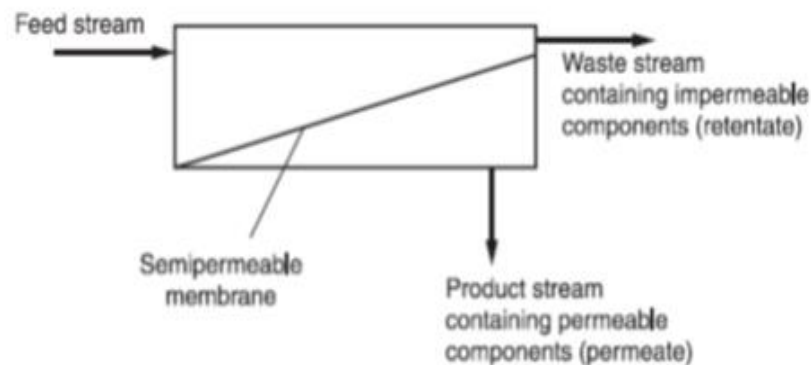 Feed stream
Waste stream
containing impermeable
components (retentate)
Semipermeable
membrane
Product stream
containing permeable
components (permeate)